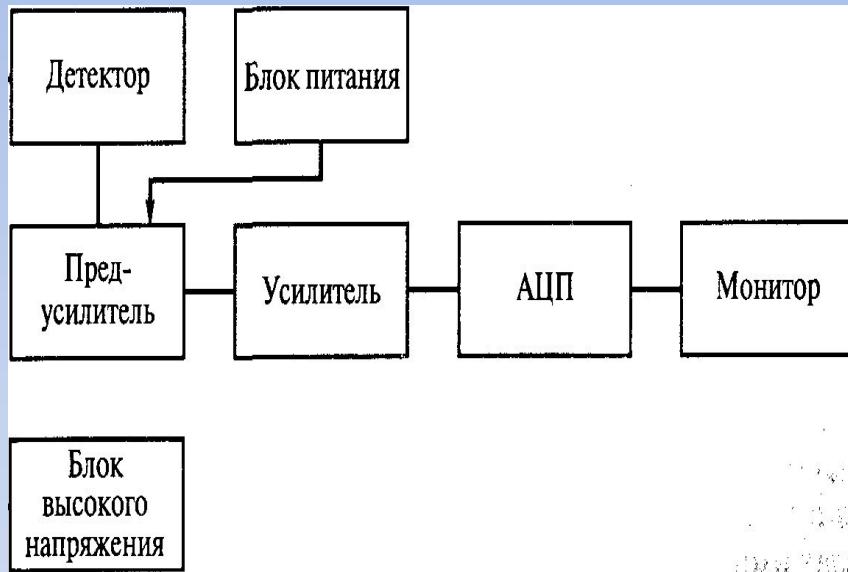 Детектор
Блок питания
Пред-
усилитель
Усилитель
АЦП
Монитор
Блок
высокого
напряжения